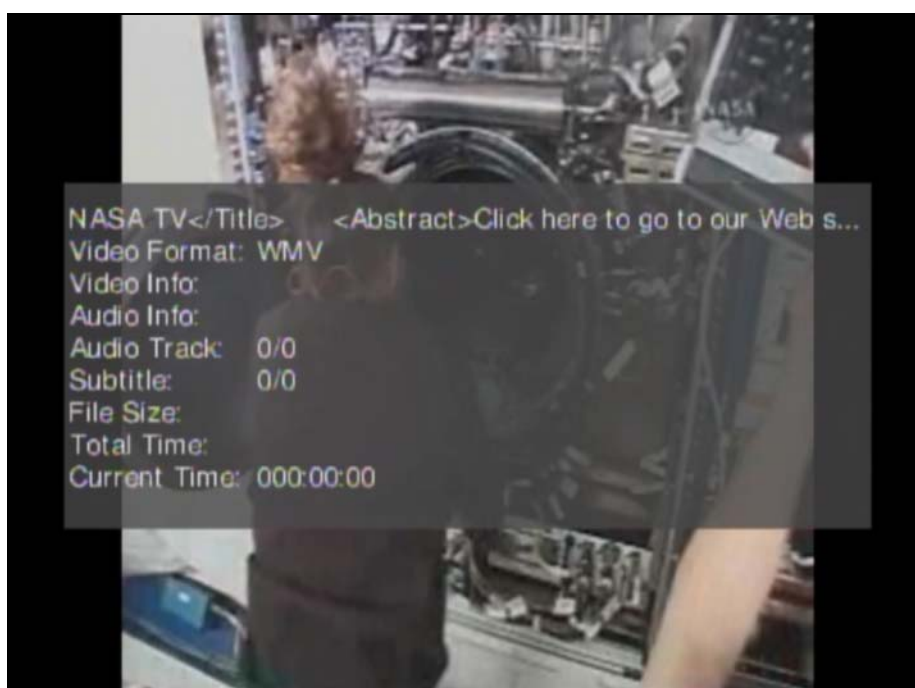 NASA
NASA TV</Title> <Abstract>Click here to go to our Web s...
Video Format: WMV
Video Info:
Audio Info:
Audio Track: 0/0
Subtitle: 0/0
File Size:
Total Time:
Current Time: 000:00:00